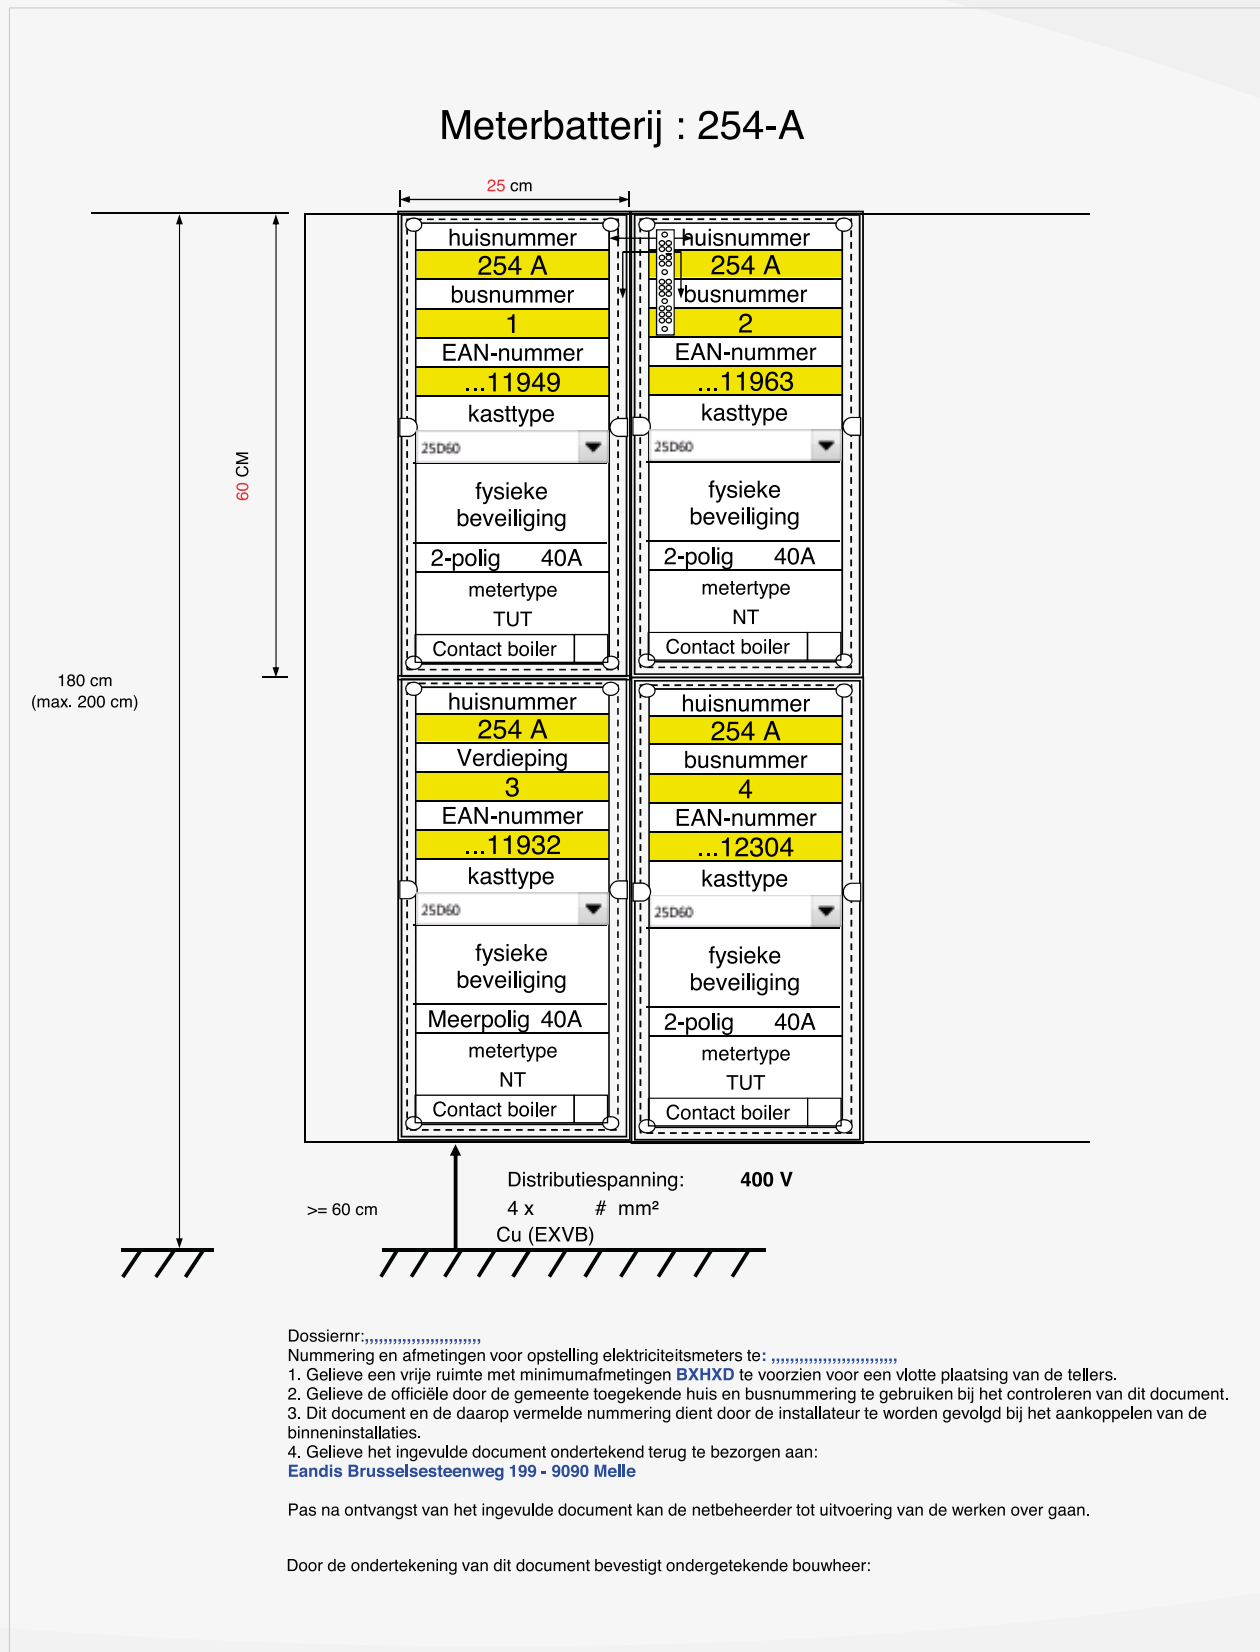 Meterbatterij : 254-A
25 cm
60 CM
180 cm
(max. 200 cm)
huisnummer
254 A
busnummer
1
EAN-nummer
...11949
kasttype
25D60
fysieke
beveiliging
2-polig 40A
metertype
TUT
Contact boiler
huisnummer
254 A
busnummer
2
EAN-nummer
...11963
kasttype
25D60
fysieke
beveiliging
2-polig 40A
metertype
NT
Contact boiler
huisnummer
254 A
Verdieping
3
EAN-nummer
...11932
kasttype
25D60
fysieke
beveiliging
Meerpolig 40A
metertype
NT
Contact boiler
huisnummer
254 A
busnummer
4
EAN-nummer
...12304
kasttype
25D60
fysieke
beveiliging
2-polig 40A
metertype
TUT
Contact boiler
>= 60 cm
Distributiespanning: 400 V
4 x # mm²
Cu (EXVB)
Dossiernr:,,,,,,,,,,,,,,,,,,,,,,,,,
Nummering en afmetingen voor opstelling elektriciteitsmeters te: ,,,,,,,,,,,,,,,,,,,,,,,,,,,
1. Gelieve een vrije ruimte met minimumafmetingen BXHXD te voorzien voor een vlotte plaatsing van de tellers.
2. Gelieve de officiële door de gemeente toegekende huis en busnummering te gebruiken bij het controleren van dit document.
3. Dit document en de daarop vermelde nummering dient door de installateur te worden gevolgd bij het aankoppelen van de
binneninstallaties.
4. Gelieve het ingevulde document ondertekend terug te bezorgen aan:
Eandis Brusselsesteenweg 199 - 9090 Melle
Pas na ontvangst van het ingevulde document kan de netbeheerder tot uitvoering van de werken over gaan.
Door de ondertekening van dit document bevestigt ondergetekende bouwheer: